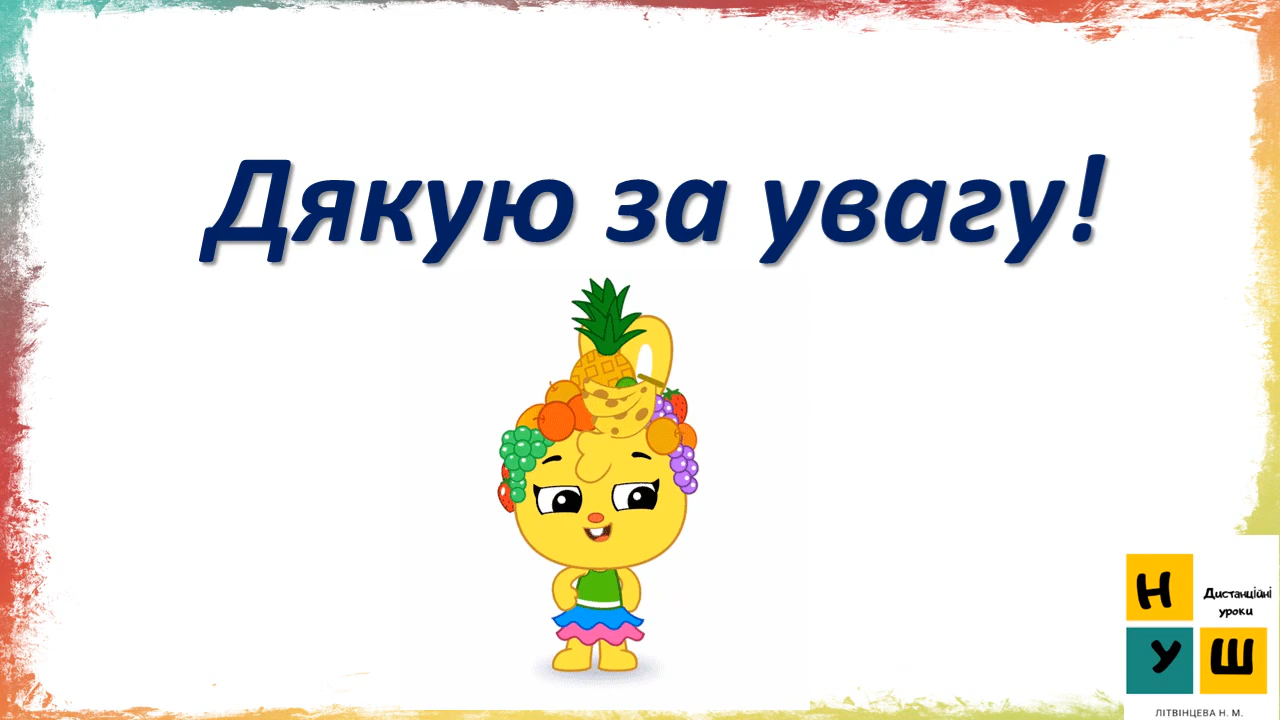 Дякую за увагу!
Н
Дистанційні
уроки
У Ш
ЛІТВІНЦЕВА Н. М.